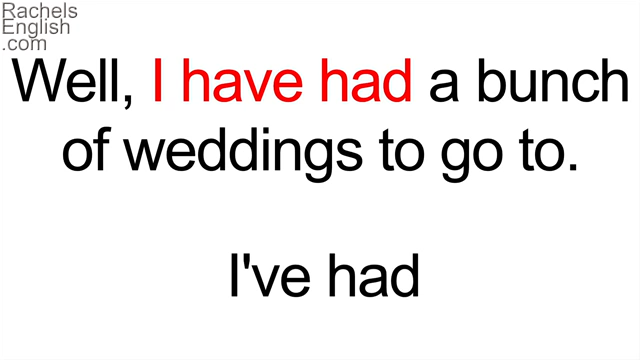 Rachels
English
.com
Well, I have had a bunch
of weddings to go to.
I've had